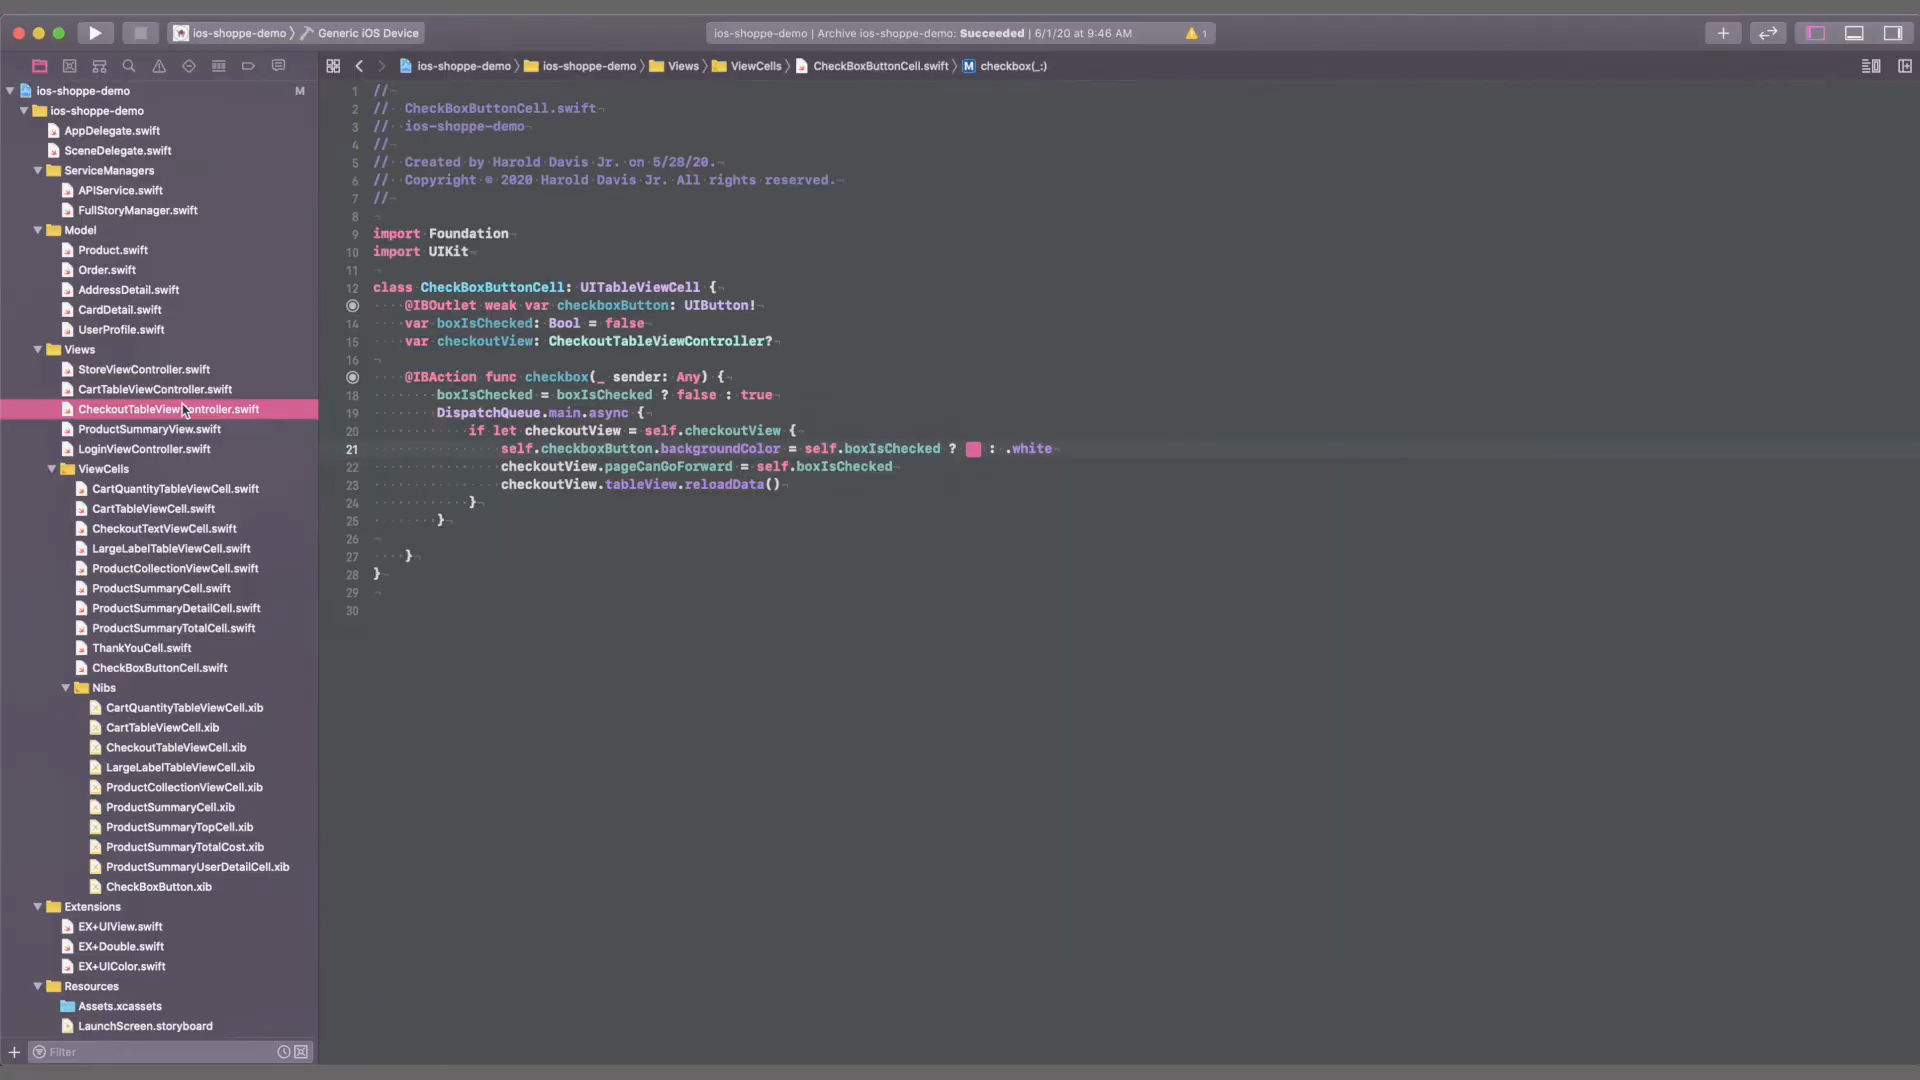 ios-shoppe-demo
Generic iOS Device
ios-shoppe-demo | Archive ios-shoppe-demo: Succeeded | 6/1/20 at 9:46 AM
1
ios-shoppe-demo
M
ios-shoppe-demo
AppDelegate.swift
SceneDelegate.swift
ServiceManagers
APIService.swift
FullStoryManager.swift
Model
Product.swift
Order.swift
AddressDetail.swift
CardDetail.swift
UserProfile.swift
Views
StoreViewController.swift
CartTableViewController.swift
CheckoutTableViewController.swift
ProductSummaryView.swift
LoginViewController.swift
ViewCells
CartQuantityTableViewCell.swift
CartTableViewCell.swift
CheckoutTextViewCell.swift
LargeLabelTableViewCell.swift
ProductCollectionViewCell.swift
ProductSummaryCell.swift
ProductSummaryDetailCell.swift
ProductSummaryTotalCell.swift
ThankYouCell.swift
CheckBoxButtonCell.swift
Nibs
CartQuantityTableViewCell.xib
CartTableViewCell.xib
CheckoutTableViewCell.xib
LargeLabelTableViewCell.xib
ProductCollectionViewCell.xib
ProductSummaryCell.xib
ProductSummaryTopCell.xib
ProductSummaryTotalCost.xib
ProductSummaryUserDetailCell.xib
CheckBoxButton.xib
Extensions
EX+UIView.swift
EX+Double.swift
EX+UIColor.swift
Resources
Assets.xcassets
LaunchScreen.storyboard
Filter
ios-shoppe-demo
ios-shoppe-demo
Views
ViewCells
CheckBoxButtonCell.swift
M checkbox(_:)
1 //
2 // CheckBoxButtonCell.swift
3 // ios-shoppe-demo
4 //
5 // Created by Harold Davis Jr. on 5/28/20.
6 // Copyright © 2020 Harold Davis Jr. All rights reserved.
7 //
8
9 import Foundation
10 import UIKit
11
12 class CheckBoxButtonCell: UITableViewCell {
@IBOutlet weak var checkboxButton: UIButton!
14 var boxIsChecked: Bool = false
15 var checkoutView: CheckoutTableViewController?
16
@IBAction func checkbox(_ sender: Any) {
18 boxIsChecked = boxIsChecked ? false : true
19 DispatchQueue.main.async {
20 if let checkoutView = self.checkoutView {
21 self.checkboxButton.backgroundColor = self.boxIsChecked ? : .white
22 checkoutView.pageCanGoForward = self.boxIsChecked
23 checkoutView.tableView.reloadData()
24 }
25 }
26
27 }
28 }
29
30